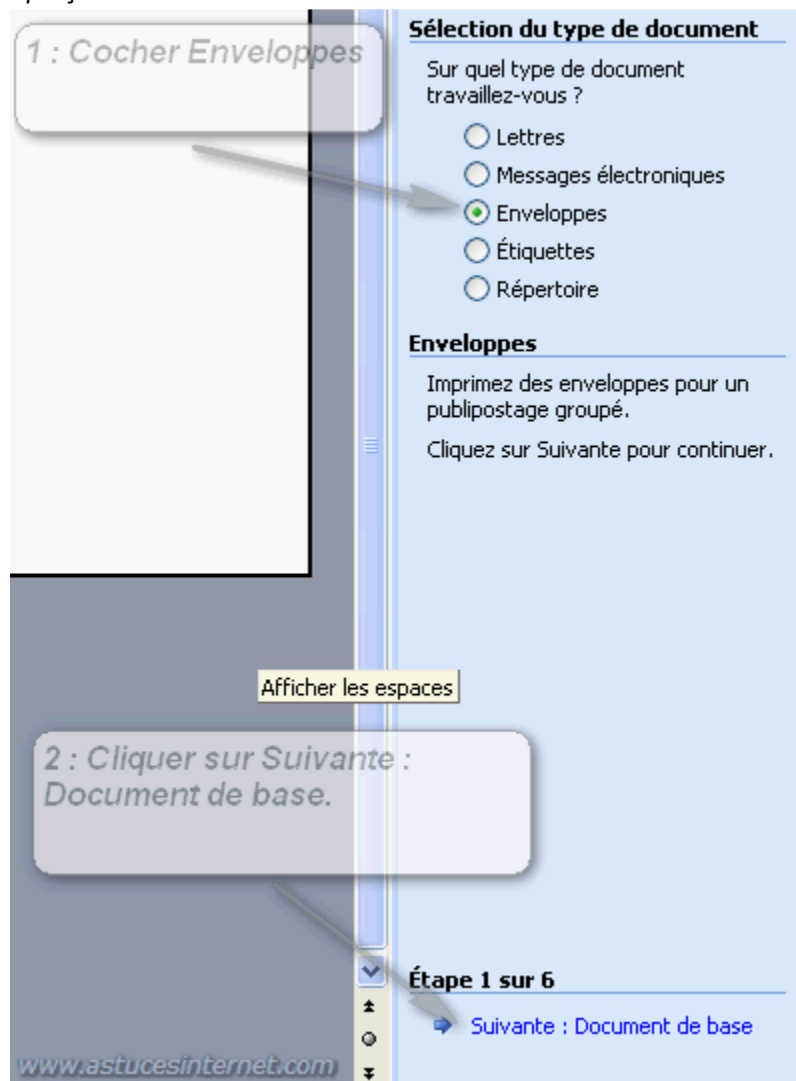 1 : Cocher Enveloppes
Sélection du type de document
Sur quel type de document
travaillez-vous ?
Lettres
Messages électroniques
Enveloppes
Étiquettes
Répertoire
Enveloppes
Imprimez des enveloppes pour un
publipostage groupé.
Cliquez sur Suivante pour continuer.
Afficher les espaces
2 : Cliquer sur Suivante :
Document de base.
Étape 1 sur 6
Suivante : Document de base
www.astucesinternet.com